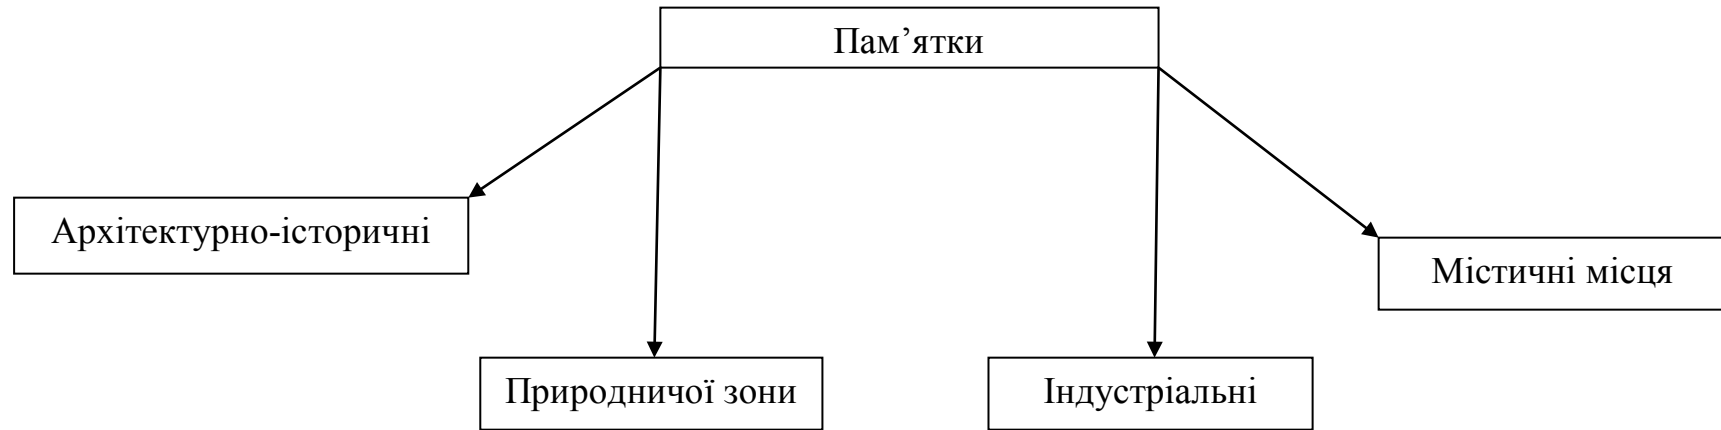 Пам’ятки
Архітектурно-історичні
Містичні місця
Природничої зони
Індустріальні